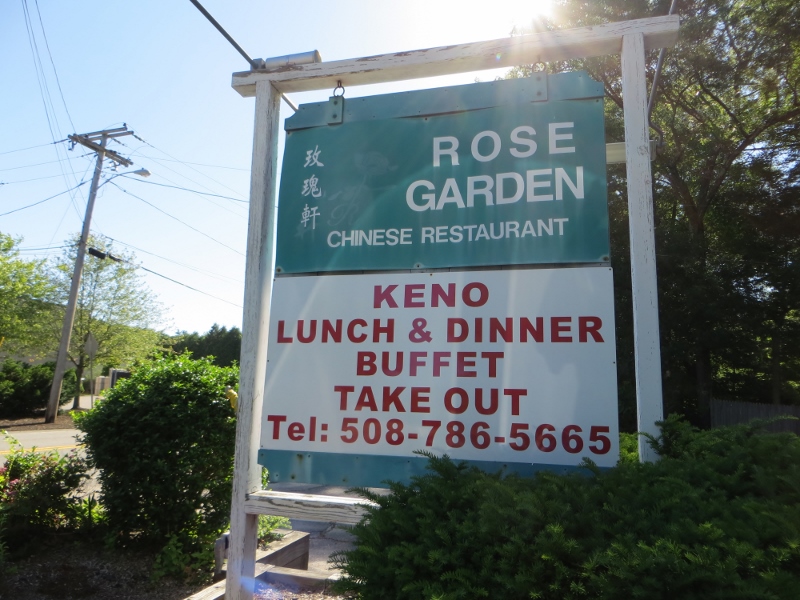 玫瑰軒
ROSE
GARDEN
CHINESE RESTAURANT
KENO
LUNCH & DINNER
BUFFET
TAKE OUT
Tel: 508-786-5665